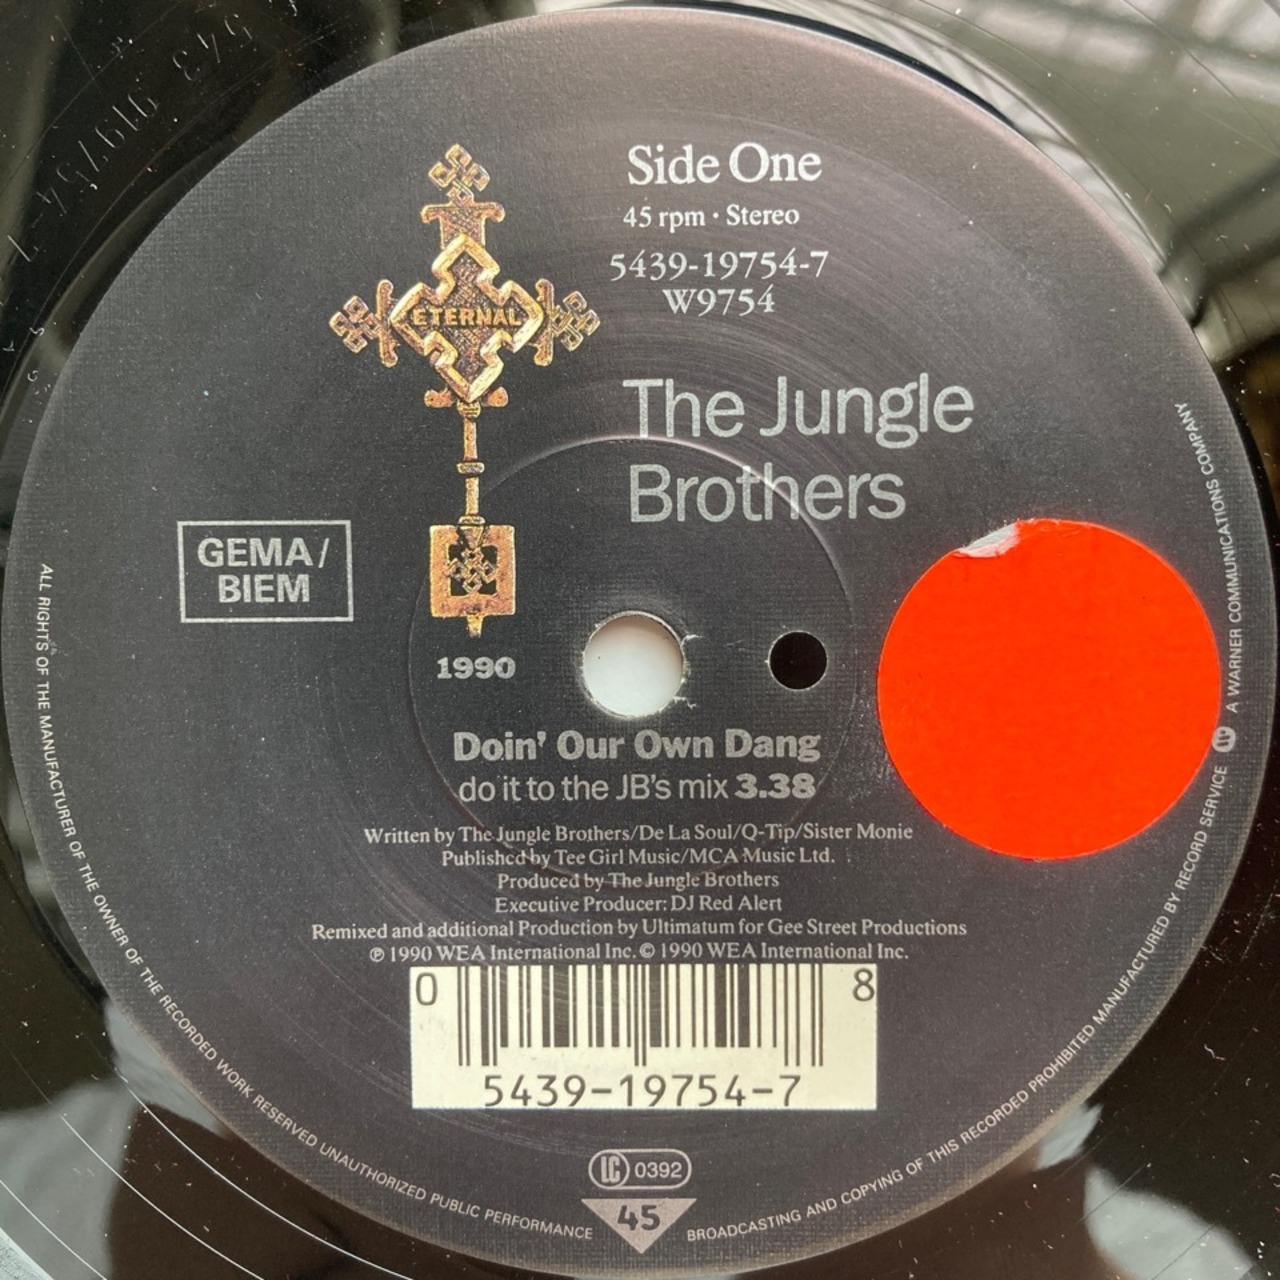 Side One
45 rpm · Stereo
5439-19754-7
W9754
ETERNAL
The Jungle
Brothers
GEMA/
BIEM
1990
Doin' Our Own Dang
do it to the JB's mix 3.38
Written by The Jungle Brothers/De La Soul/Q-Tip/Sister Monie
Published by Tee Girl Music/MCA Music Ltd.
Produced by The Jungle Brothers
Executive Producer: DJ Red Alert
Remixed and additional Production by Ultimatum for Gee Street Productions
℗ 1990 WEA International Inc. © 1990 WEA International Inc.
0 8
5439-19754-7
LC 0392
45
ALL RIGHTS OF THE MANUFACTURER OF THE OWNER OF THE RECORDED WORK RESERVED UNAUTHORIZED PUBLIC PERFORMANCE BROADCASTING AND COPYING OF THIS RECORDED PROHIBITED MANUFACTURED BY RECORD SERVICE A WARNER COMMUNICATIONS COMPANY